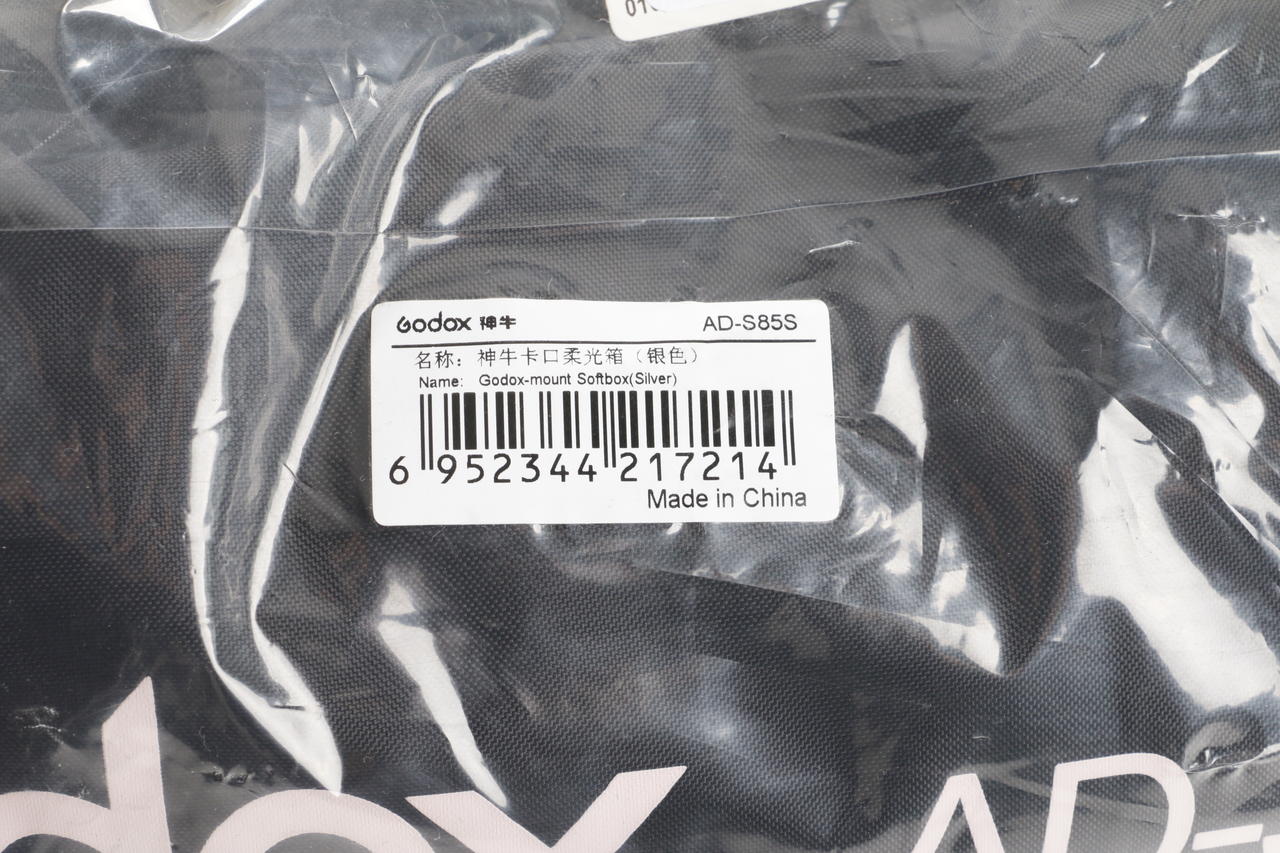 Godox 神牛 AD-S85S
名称: 神牛卡口柔光箱（银色）
Name: Godox-mount Softbox(Silver)
6 952344 217214
Made in China